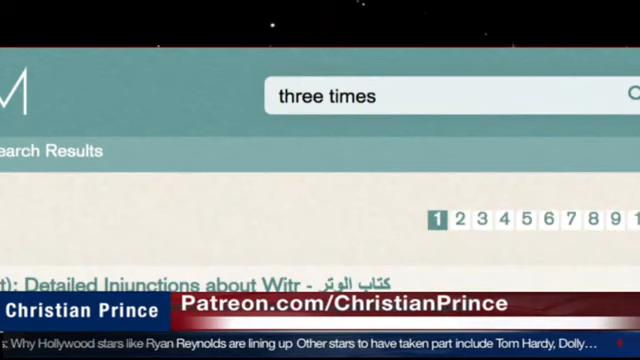 M
three times
earch Results
1 2 3 4 5 6 7 8 9 1
t): Detailed Injunctions about Witr - كتاب الوتر
Christian Prince
Patreon.com/ChristianPrince
s: Why Hollywood stars like Ryan Reynolds are lining up Other stars to have taken part include Tom Hardy, Dolly…